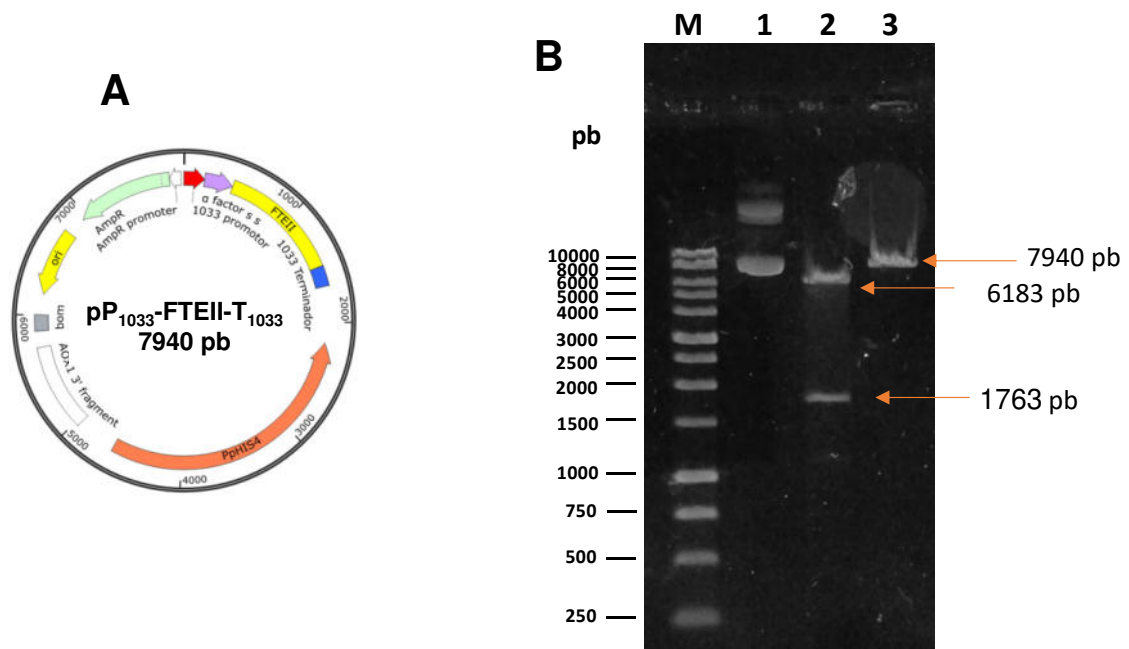 A
B
M 1 2 3
pb
10000
8000
6000
5000
4000
3000
2500
2000
1500
1000
750
500
250
7940 pb
6183 pb
1763 pb
pP1033-FTEII-T1033
7940 pb
1000
2000
3000
4000
5000
6000
7000
α factor s s
1033 promotor
FTEII
1033 Terminador
PpHIS4
AOX1 3' fragment
bom
ori
AmpR
AmpR promoter